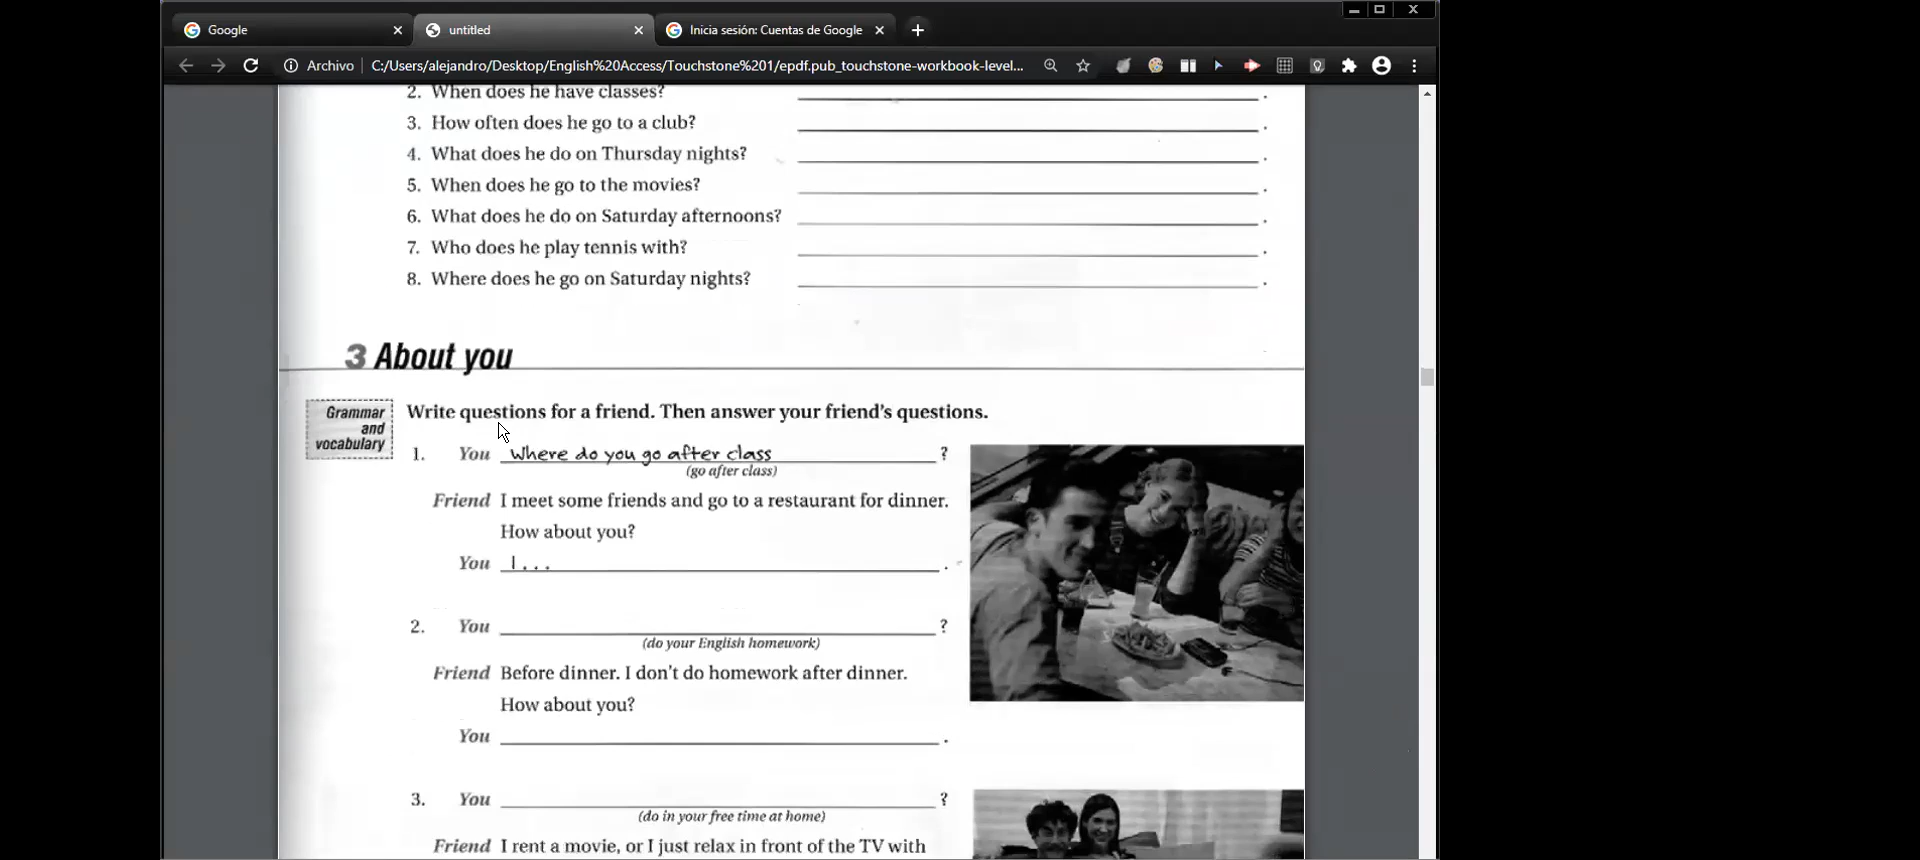 Google
untitled
Inicia sesión: Cuentas de Google
Archivo
C:/Users/alejandro/Desktop/English%20Access/Touchstone%201/epdf.pub_touchstone-workbook-level...
2. When does he have classes? .
3. How often does he go to a club? .
4. What does he do on Thursday nights? .
5. When does he go to the movies? .
6. What does he do on Saturday afternoons? .
7. Who does he play tennis with? .
8. Where does he go on Saturday nights? .
3 About you
Grammar
and
vocabulary
Write questions for a friend. Then answer your friend's questions.
1. You Where do you go after class ?
(go after class)
Friend I meet some friends and go to a restaurant for dinner.
How about you?
You I . . . .
2. You ?
(do your English homework)
Friend Before dinner. I don't do homework after dinner.
How about you?
You .
3. You ?
(do in your free time at home)
Friend I rent a movie, or I just relax in front of the TV with